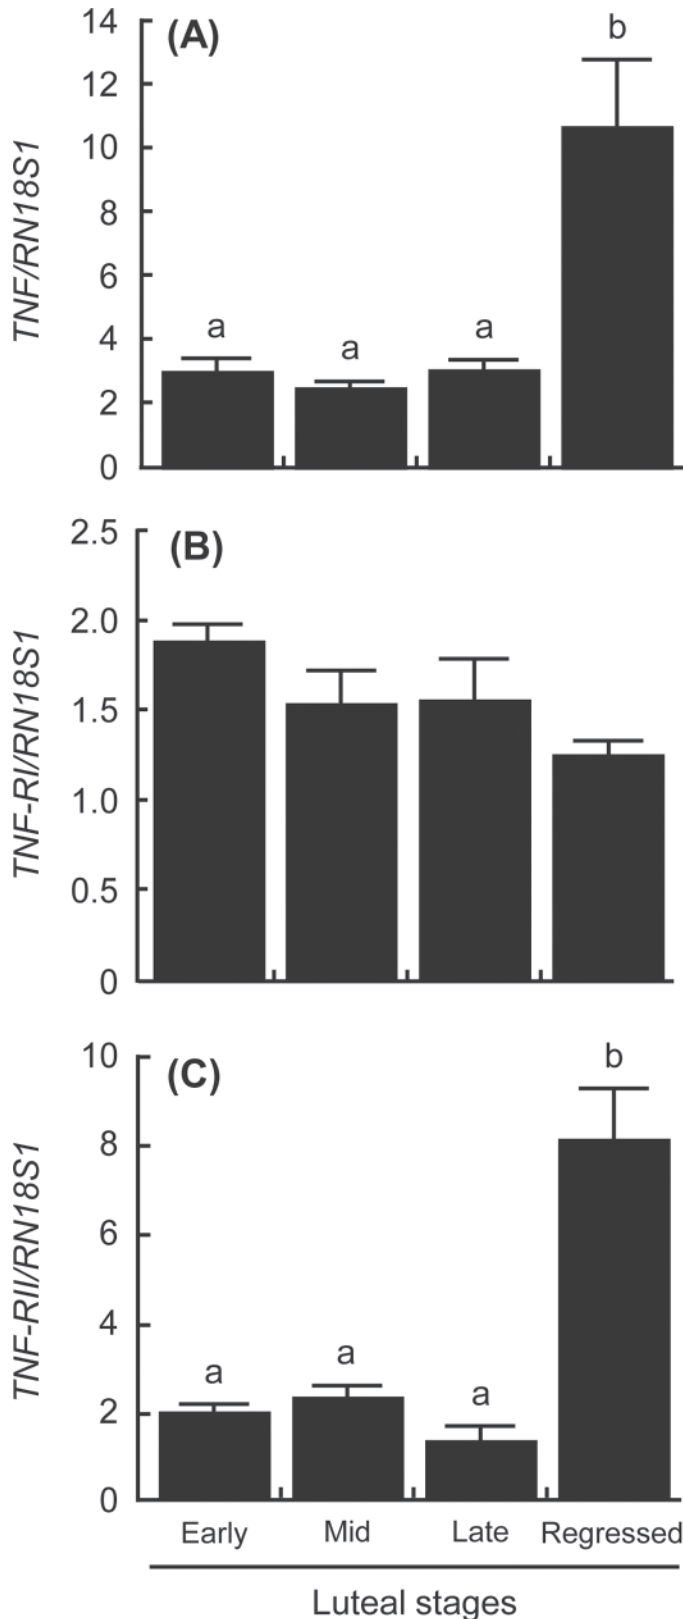 (A)
TNF/RN18S1
14
12
10
8
6
4
2
0
a
a
a
b
(B)
TNF-RI/RN18S1
2.5
2.0
1.5
1.0
0.5
0
(C)
TNF-RII/RN18S1
10
8
6
4
2
0
a
a
a
b
Early Mid Late Regressed
Luteal stages